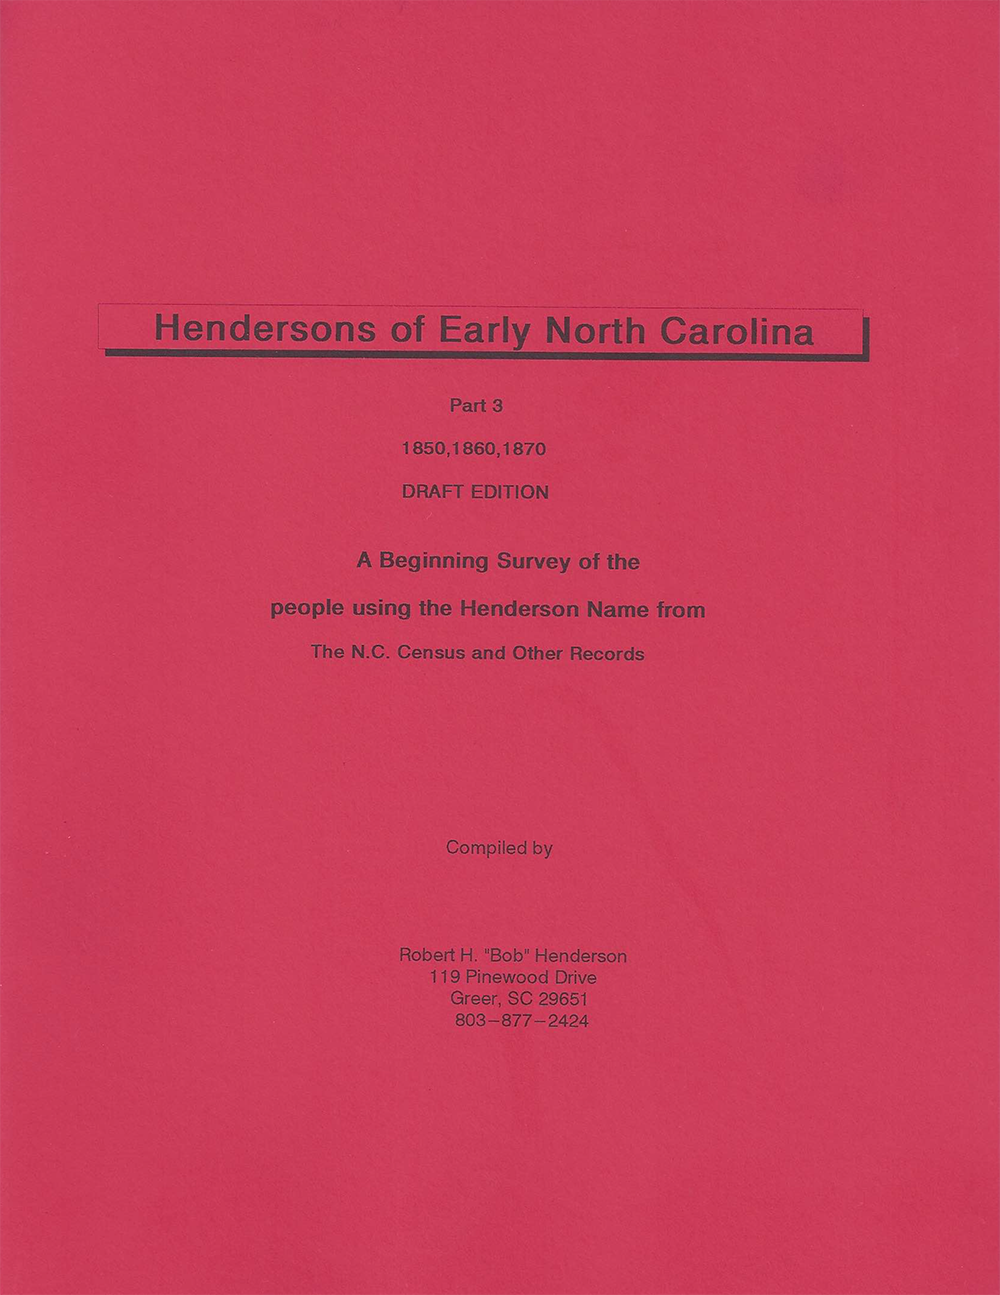 Hendersons of Early North Carolina
Part 3
1850,1860,1870
DRAFT EDITION
A Beginning Survey of the
people using the Henderson Name from
The N.C. Census and Other Records
Compiled by
Robert H. "Bob" Henderson
119 Pinewood Drive
Greer, SC 29651
803—877—2424